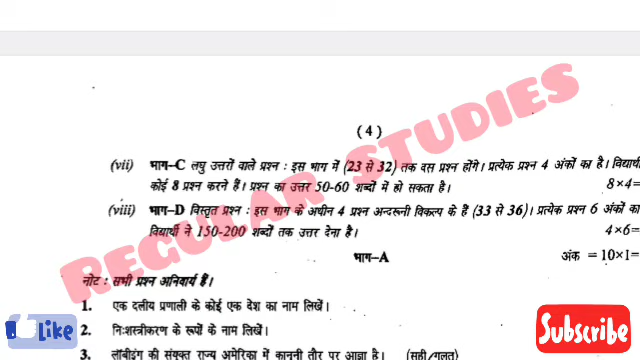 ( 4 )
(vii) भाग–C लघु उत्तरों वाले प्रश्न : इस भाग में (23 से 32) तक दस प्रश्न होंगे। प्रत्येक प्रश्न 4 अंकों का है। विद्यार्थी
कोई 8 प्रश्न करने हैं। प्रश्न का उत्तर 50-60 शब्दों में हो सकता है। 8×4=
(viii) भाग–D विस्तृत प्रश्न : इस भाग के अधीन 4 प्रश्न अन्दरूनी विकल्प के हैं (33 से 36)। प्रत्येक प्रश्न 6 अंकों का
विद्यार्थी ने 150-200 शब्दों तक उत्तर देना है। 4×6=
भाग–A अंक = 10×1=
नोट : सभी प्रश्न अनिवार्य हैं।
1. एक दलीय प्रणाली के कोई एक देश का नाम लिखें।
2. निःशस्त्रीकरण के रूपों के नाम लिखें।
3. लॉबीइंग की संयुक्त राज्य अमेरिका में कानूनी तौर पर आज्ञा है। (सही/गलत)
REGULAR STUDIES
Like
Subscribe